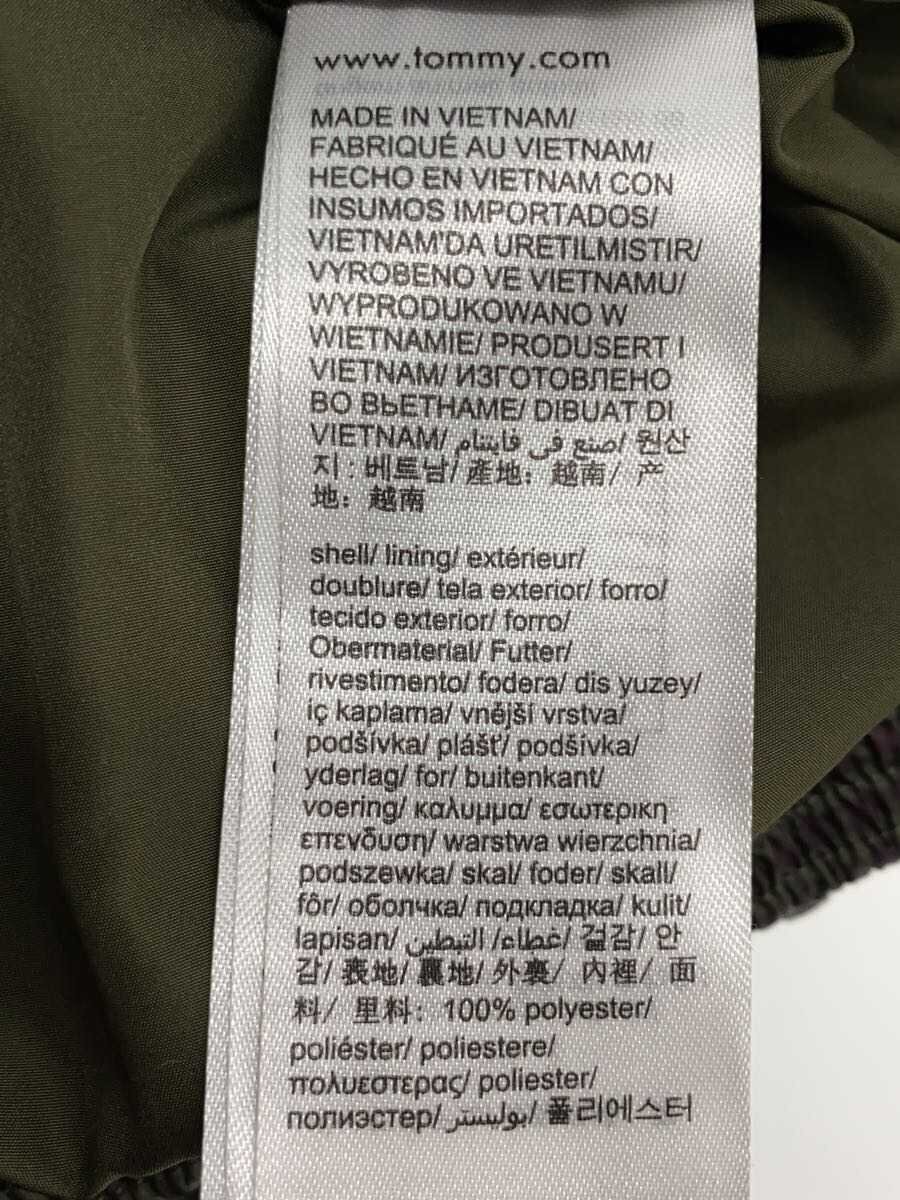 www.tommy.com
MADE IN VIETNAM/
FABRIQUÉ AU VIETNAM/
HECHO EN VIETNAM CON
INSUMOS IMPORTADOS/
VIETNAM'DA URETILMISTIR/
VYROBENO VE VIETNAMU/
WYPRODUKOWANO W
WIETNAMIE/ PRODUSERT I
VIETNAM/ ИЗГОТОВЛЕНО
ВО ВЬЕТНАМЕ/ DIBUAT DI
VIETNAM/ صنع في فايتنام/ 원산
지: 베트남/ 產地: 越南/ 产
地: 越南
shell/ lining/ extérieur/
doublure/ tela exterior/ forro/
tecido exterior/ forro/
Obermaterial/ Futter/
rivestimento/ fodera/ dis yuzey/
iç kaplama/ vnější vrstva/
podšívka/ plášť/ podšívka/
yderlag/ for/ buitenkant/
voering/ καλυμμα/ εσωτερικη
επενδυση/ warstwa wierzchnia/
podszewka/ skal/ foder/ skall/
fôr/ оболчка/ подкладка/ kulit/
lapisan/ غطاء/ التبطين/ 겉감/ 안
감/ 表地/ 裏地/ 外裏/ 內裡/ 面
料/ 里料: 100% polyester/
poliéster/ poliestere/
πολυεστερας/ poliester/
полиэстер/ بوليستر/ 폴리에스터